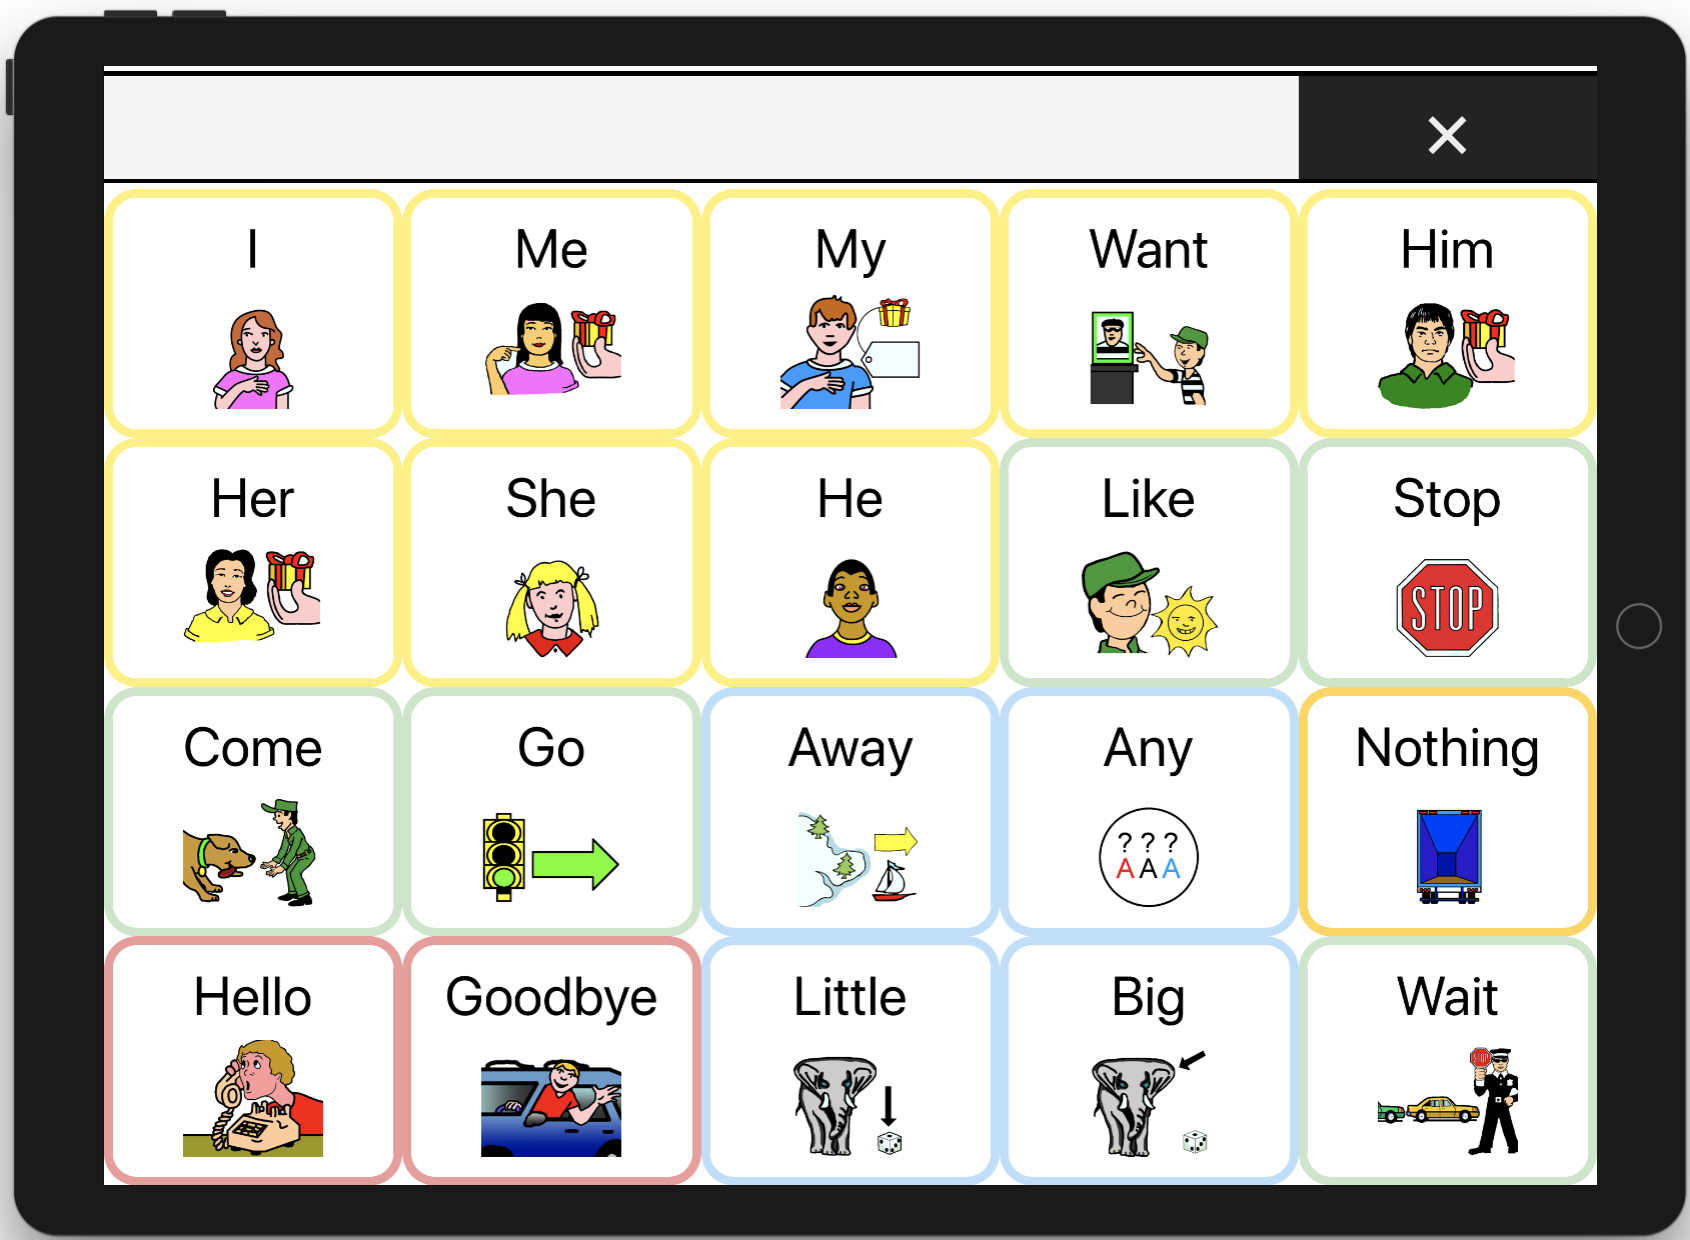 I
Me
My
Want
Him
Her
She
He
Like
Stop
STOP
Come
Go
Away
Any
? ? ?
A A A
Nothing
Hello
Goodbye
Little
Big
Wait
STOP